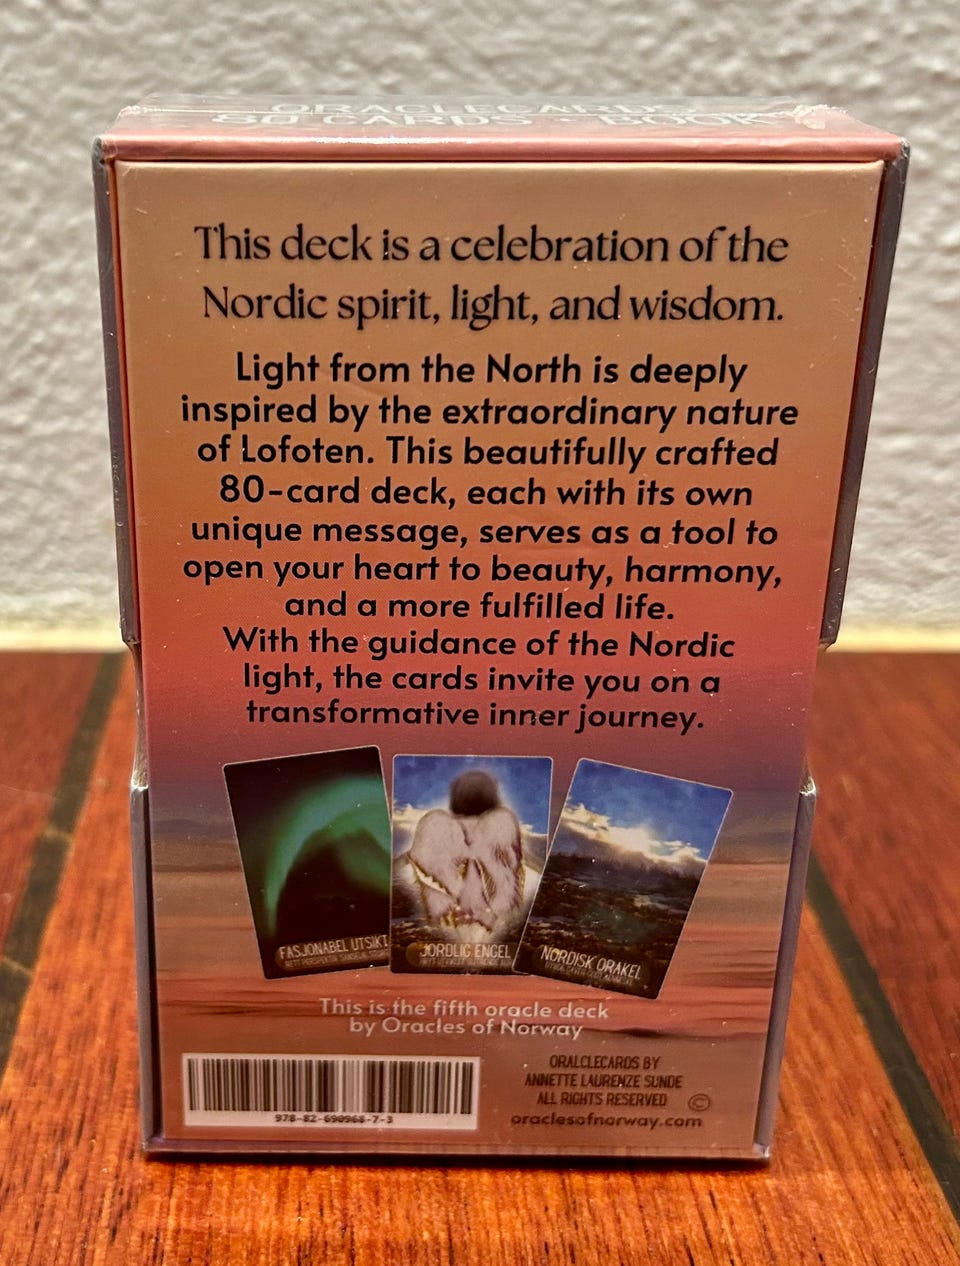 ORACLECARDS
80 CARDS + BOOK
This deck is a celebration of the
Nordic spirit, light, and wisdom.
Light from the North is deeply
inspired by the extraordinary nature
of Lofoten. This beautifully crafted
80-card deck, each with its own
unique message, serves as a tool to
open your heart to beauty, harmony,
and a more fulfilled life.
With the guidance of the Nordic
light, the cards invite you on a
transformative inner journey.
FASJONABEL UTSIKT
JORDLIG ENGEL
NORDISK ORAKEL
This is the fifth oracle deck
by Oracles of Norway
978-82-690968-7-3
ORALCLECARDS BY
ANNETTE LAURENZE SUNDE
ALL RIGHTS RESERVED ©
oraclesofnorway.com